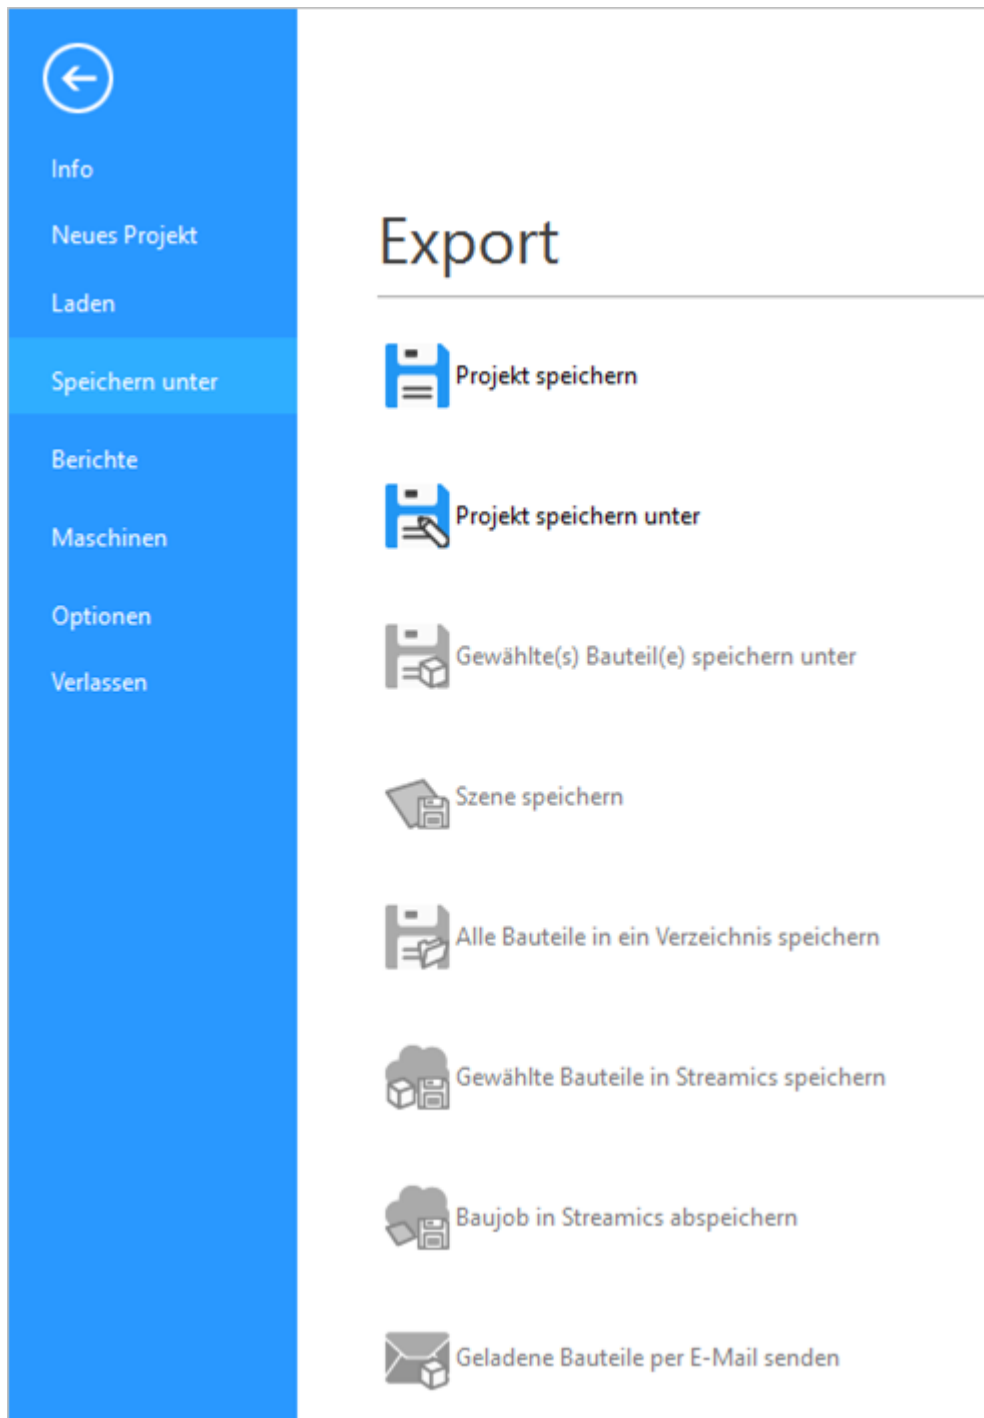 Info
Neues Projekt
Laden
Speichern unter
Berichte
Maschinen
Optionen
Verlassen
Export
Projekt speichern
Projekt speichern unter
Gewählte(s) Bauteil(e) speichern unter
Szene speichern
Alle Bauteile in ein Verzeichnis speichern
Gewählte Bauteile in Streamics speichern
Baujob in Streamics abspeichern
Geladene Bauteile per E-Mail senden